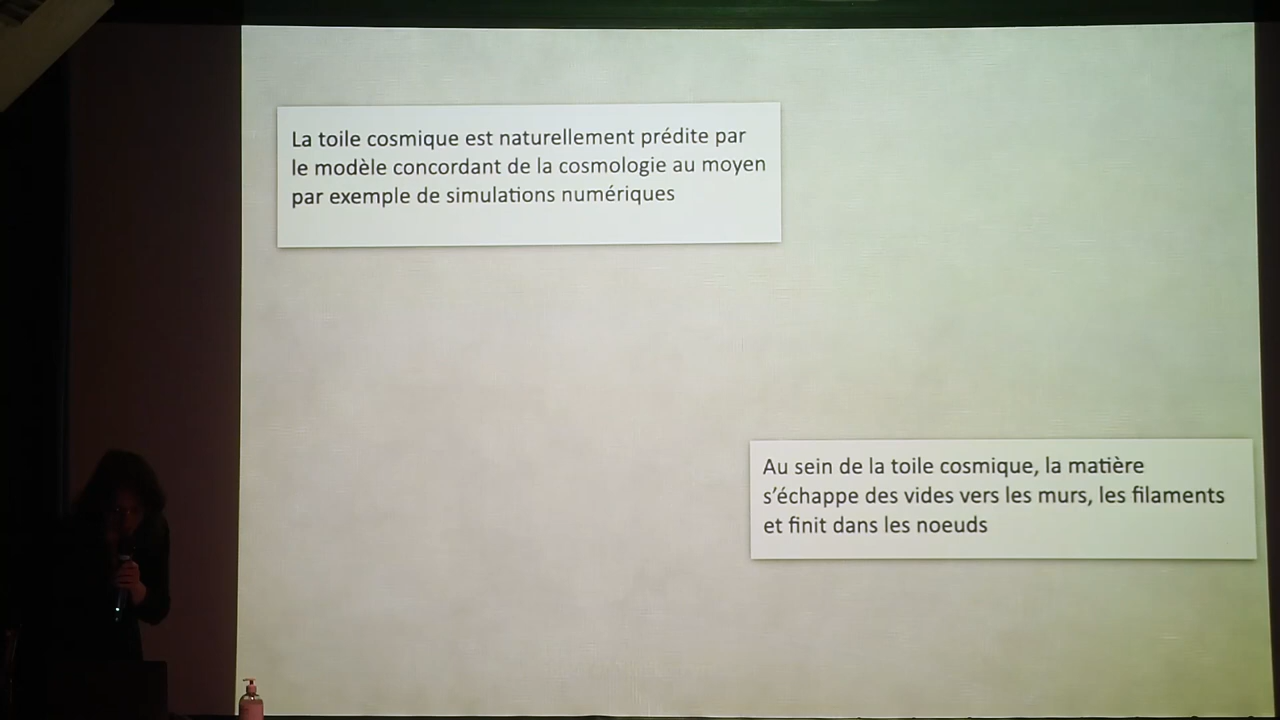 La toile cosmique est naturellement prédite par
le modèle concordant de la cosmologie au moyen
par exemple de simulations numériques
Au sein de la toile cosmique, la matière
s'échappe des vides vers les murs, les filaments
et finit dans les noeuds